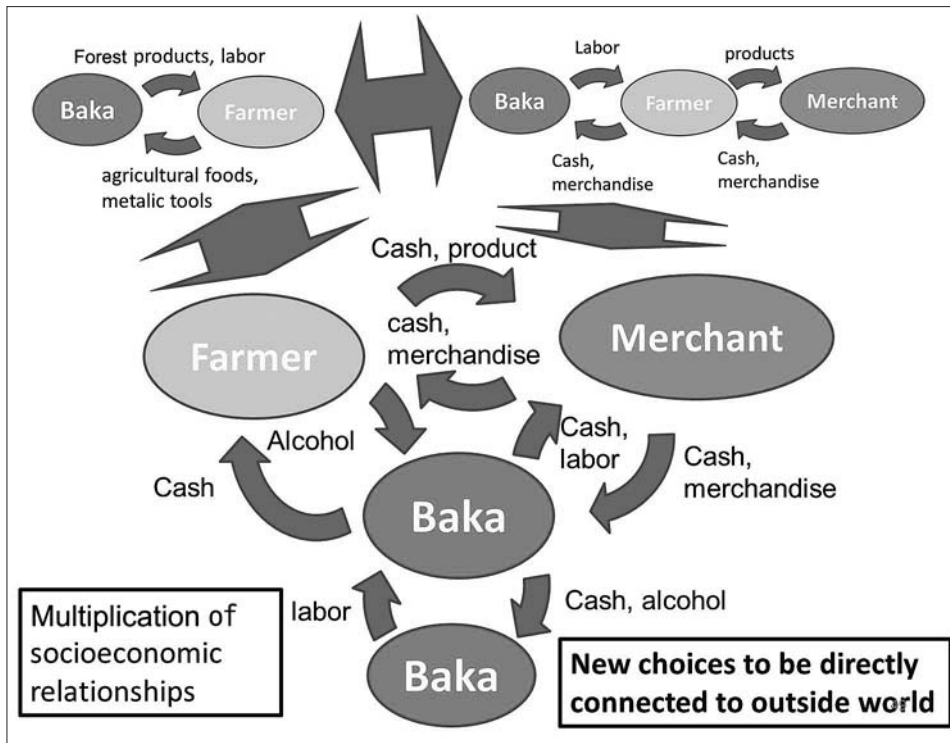 Forest products, labor
Baka
Farmer
agricultural foods,
metalic tools
Labor
products
Baka
Farmer
Merchant
Cash,
merchandise
Cash,
merchandise
Cash, product
cash,
merchandise
Farmer
Merchant
Alcohol
Cash,
labor
Cash,
merchandise
Cash
Baka
labor
Cash, alcohol
Baka
Multiplication of
socioeconomic
relationships
New choices to be directly
connected to outside world